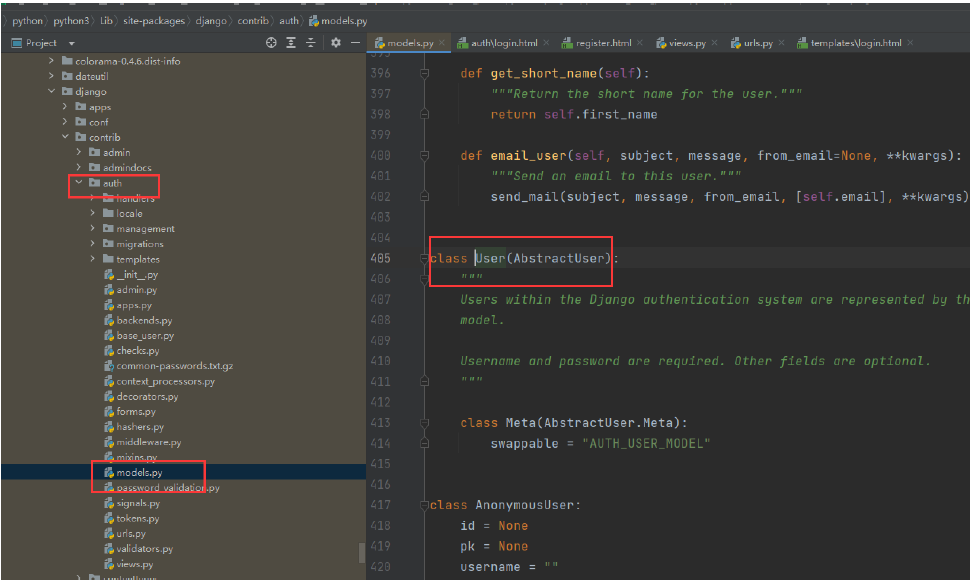 python python3 Lib site-packages django contrib auth models.py
Project
models.py auth\login.html register.html views.py urls.py templates\login.html
colorama-0.4.6.dist-info
dateutil
django
apps
conf
contrib
admin
admindocs
auth
handlers
locale
management
migrations
templates
__init__.py
admin.py
apps.py
backends.py
base_user.py
checks.py
common-passwords.txt.gz
context_processors.py
decorators.py
forms.py
hashers.py
middleware.py
mixins.py
models.py
password_validation.py
signals.py
tokens.py
urls.py
validators.py
views.py
contenttypes
395
396 def get_short_name(self):
397 """Return the short name for the user."""
398 return self.first_name
399
400 def email_user(self, subject, message, from_email=None, **kwargs):
401 """Send an email to this user."""
402 send_mail(subject, message, from_email, [self.email], **kwargs)
403
404
405 class User(AbstractUser):
406 """
407 Users within the Django authentication system are represented by th
408 model.
409
410 Username and password are required. Other fields are optional.
411 """
412
413 class Meta(AbstractUser.Meta):
414 swappable = "AUTH_USER_MODEL"
415
416
417 class AnonymousUser:
418 id = None
419 pk = None
420 username = ""